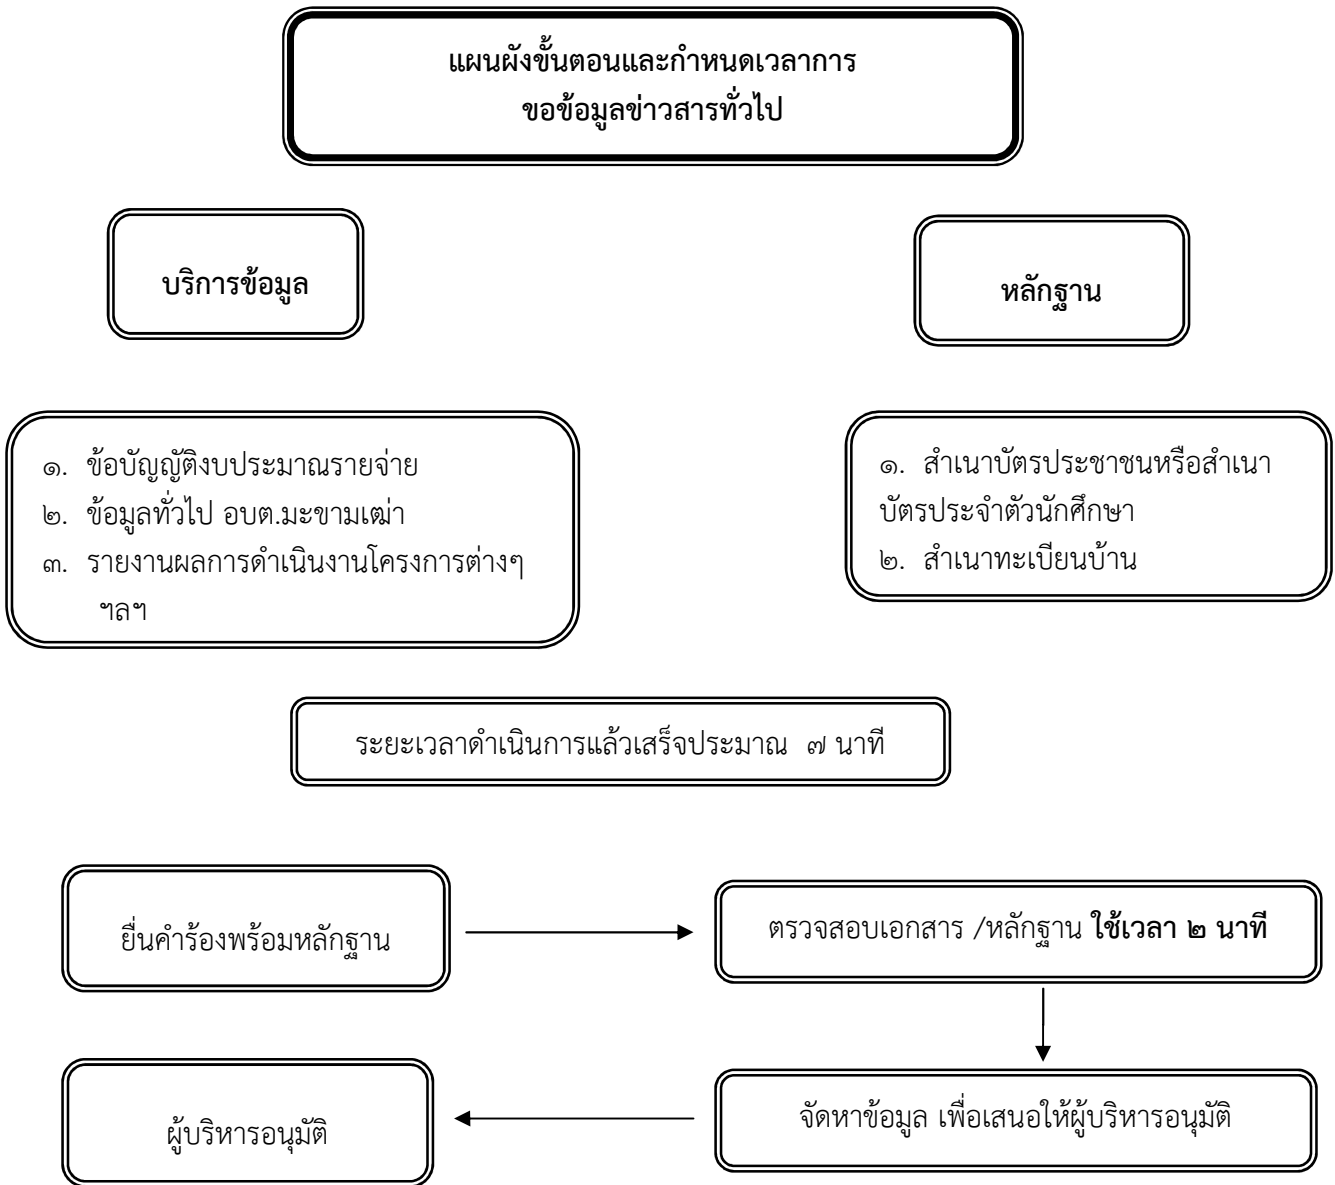 แผนผังขั้นตอนและกำหนดเวลาการ
ขอข้อมูลข่าวสารทั่วไป
บริการข้อมูล
หลักฐาน
๑. ข้อบัญญัติงบประมาณรายจ่าย
๒. ข้อมูลทั่วไป อบต.มะขามเฒ่า
๓. รายงานผลการดำเนินงานโครงการต่างๆ
ฯลฯ
๑. สำเนาบัตรประชาชนหรือสำเนา
บัตรประจำตัวนักศึกษา
๒. สำเนาทะเบียนบ้าน
ระยะเวลาดำเนินการแล้วเสร็จประมาณ ๗ นาที
ยื่นคำร้องพร้อมหลักฐาน
ตรวจสอบเอกสาร /หลักฐาน ใช้เวลา ๒ นาที
ผู้บริหารอนุมัติ
จัดหาข้อมูล เพื่อเสนอให้ผู้บริหารอนุมัติ